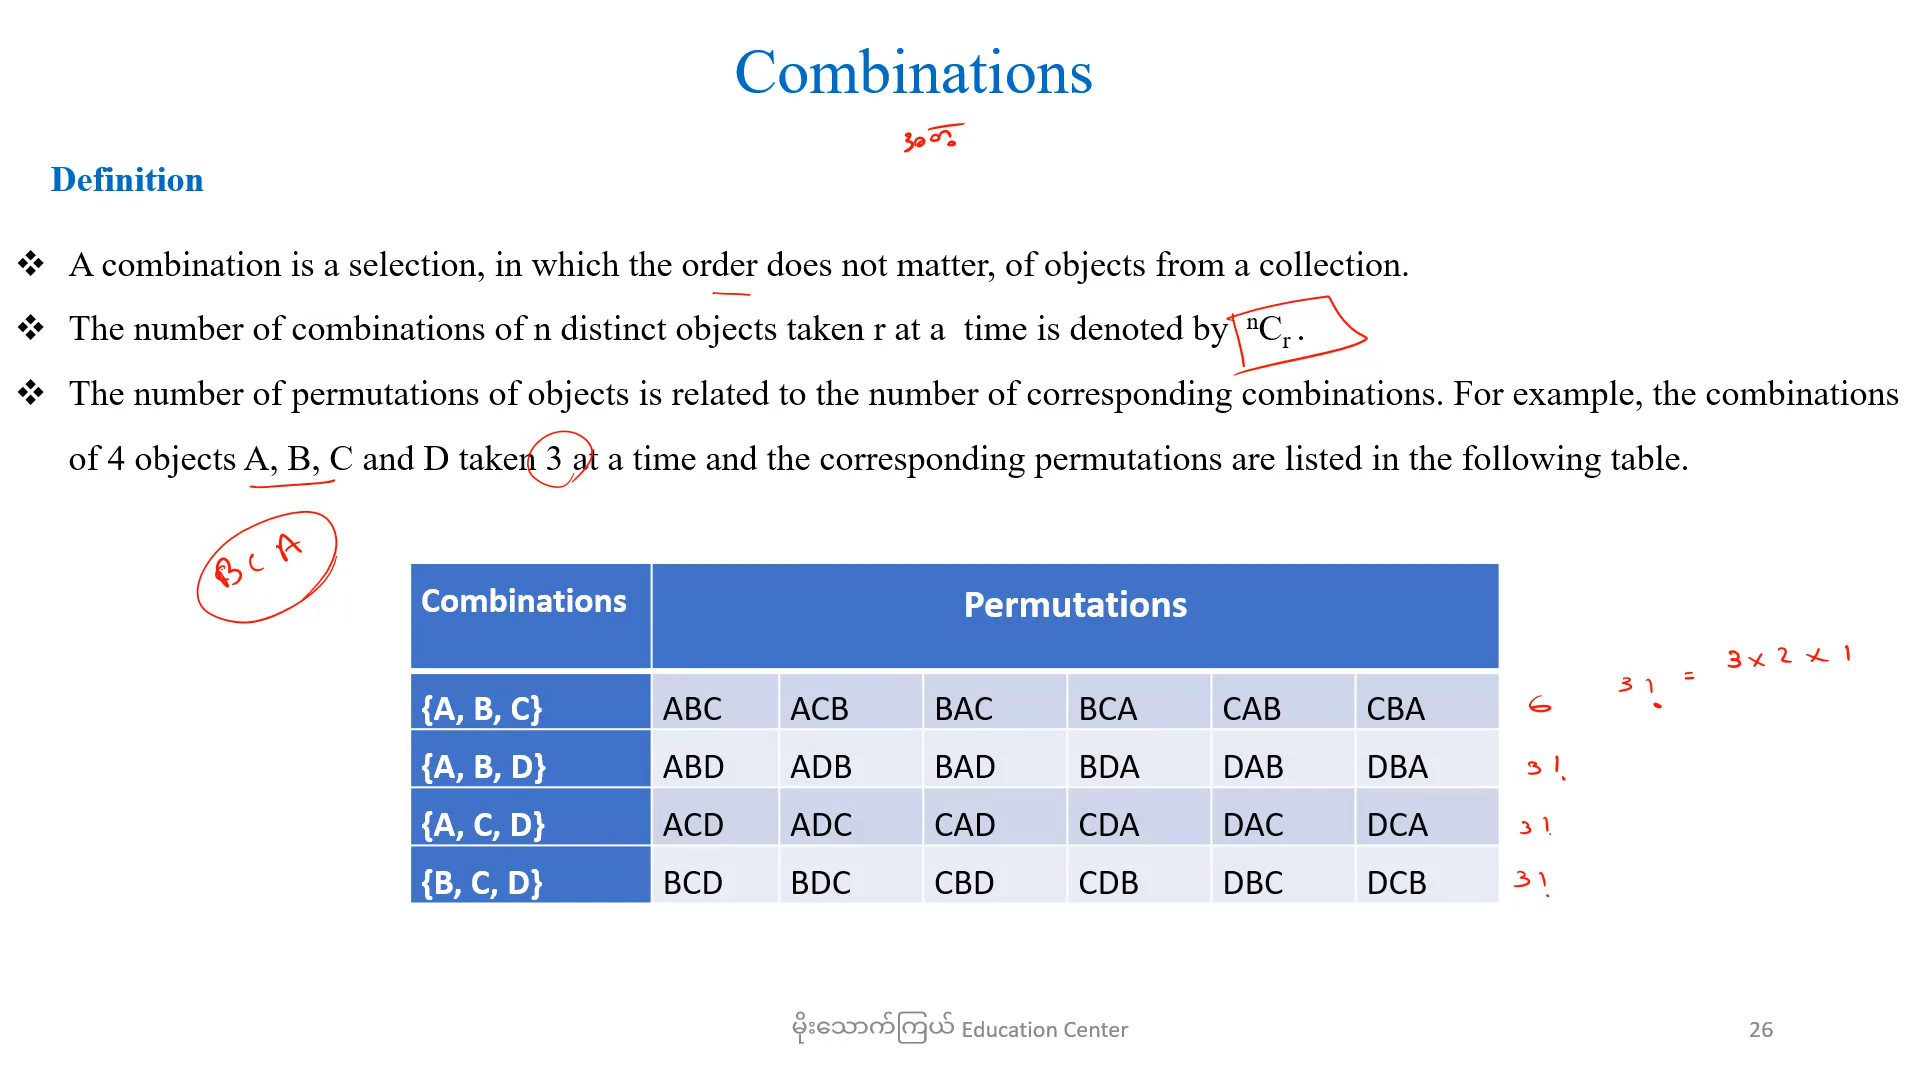 Combinations
Definition
❖ A combination is a selection, in which the order does not matter, of objects from a collection.
❖ The number of combinations of n distinct objects taken r at a time is denoted by ⁿCᵣ .
❖ The number of permutations of objects is related to the number of corresponding combinations. For example, the combinations
of 4 objects A, B, C and D taken 3 at a time and the corresponding permutations are listed in the following table.
B C A
Combinations Permutations
3 × 2 × 1
{A, B, C} ABC ACB BAC BCA CAB CBA 6 3! =
{A, B, D} ABD ADB BAD BDA DAB DBA 3!
{A, C, D} ACD ADC CAD CDA DAC DCA 3!
{B, C, D} BCD BDC CBD CDB DBC DCB 3!
မိုးသောက်ကြယ် Education Center 26